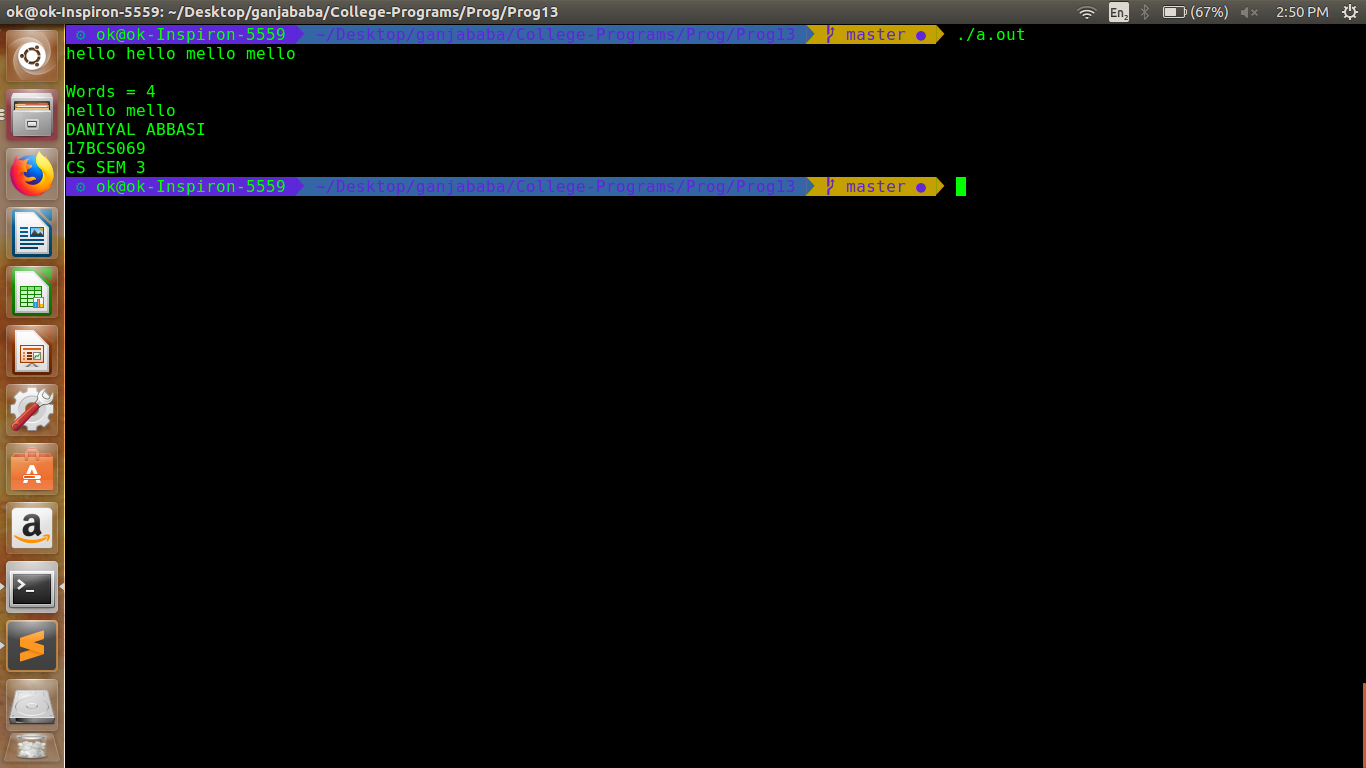 ok@ok-Inspiron-5559: ~/Desktop/ganjababa/College-Programs/Prog/Prog13
En2 (67%) 2:50 PM
ok@ok-Inspiron-5559 ~/Desktop/ganjababa/College-Programs/Prog/Prog13 master ● ./a.out
hello hello mello mello
Words = 4
hello mello
DANIYAL ABBASI
17BCS069
CS SEM 3
ok@ok-Inspiron-5559 ~/Desktop/ganjababa/College-Programs/Prog/Prog13 master ●